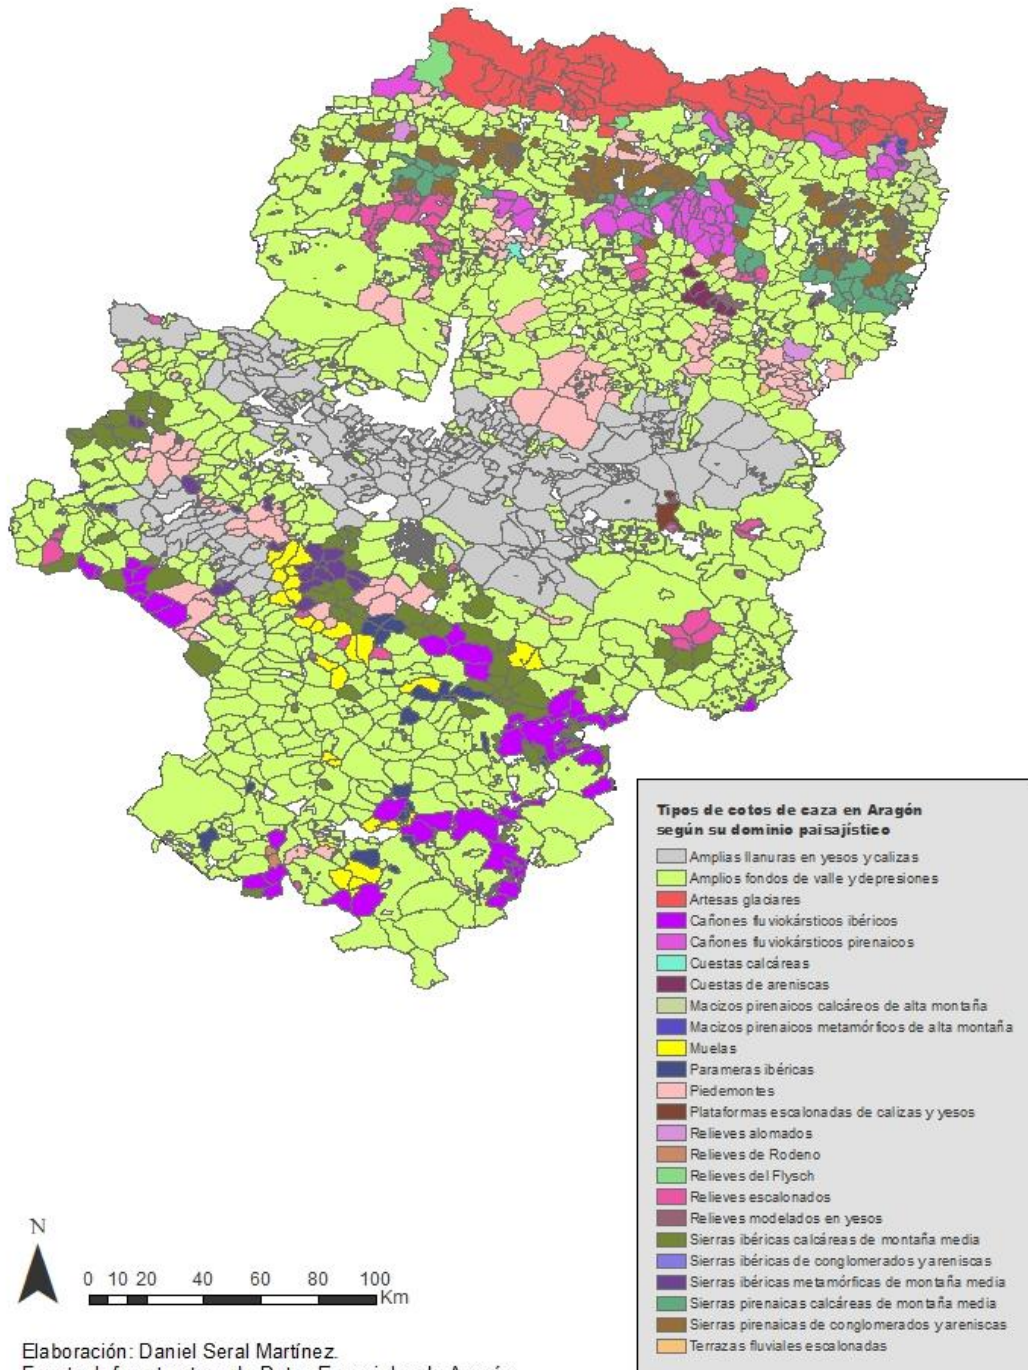 Tipos de cotos de caza en Aragón
según su dominio paisajístico
Amplias llanuras en yesos y calizas
Amplios fondos de valle y depresiones
Artesas glaciares
Cañones fluviokársticos ibéricos
Cañones fluviokársticos pirenaicos
Cuestas calcáreas
Cuestas de areniscas
Macizos pirenaicos calcáreos de alta montaña
Macizos pirenaicos metamórficos de alta montaña
Muelas
Parameras ibéricas
Piedemontes
Plataformas escalonadas de calizas y yesos
Relieves alomados
Relieves de Rodeno
Relieves del Flysch
Relieves escalonados
Relieves modelados en yesos
Sierras ibéricas calcáreas de montaña media
Sierras ibéricas de conglomerados y areniscas
Sierras ibéricas metamórficas de montaña media
Sierras pirenaicas calcáreas de montaña media
Sierras pirenaicas de conglomerados y areniscas
Terrazas fluviales escalonadas
N
0 10 20 40 60 80 100
Km
Elaboración: Daniel Seral Martínez.